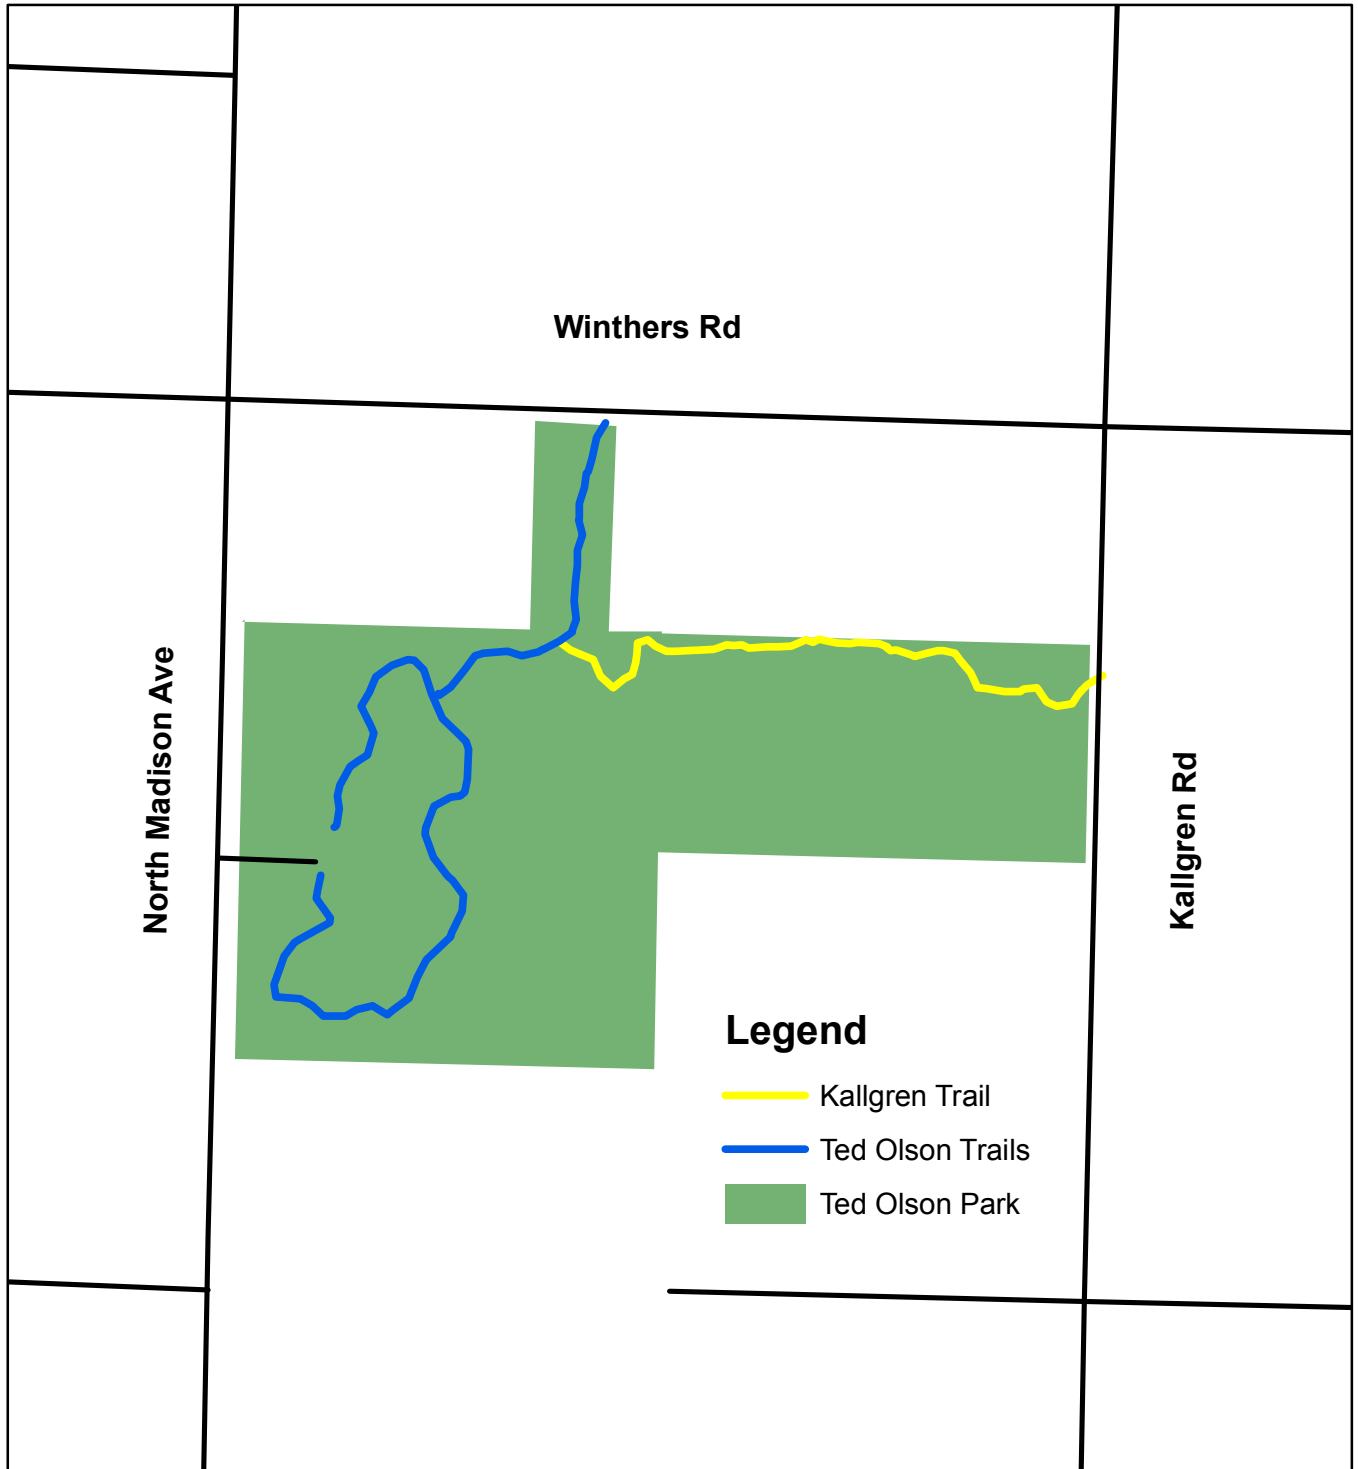 Winthers Rd
North Madison Ave
Kallgren Rd
Legend
Kallgren Trail
Ted Olson Trails
Ted Olson Park